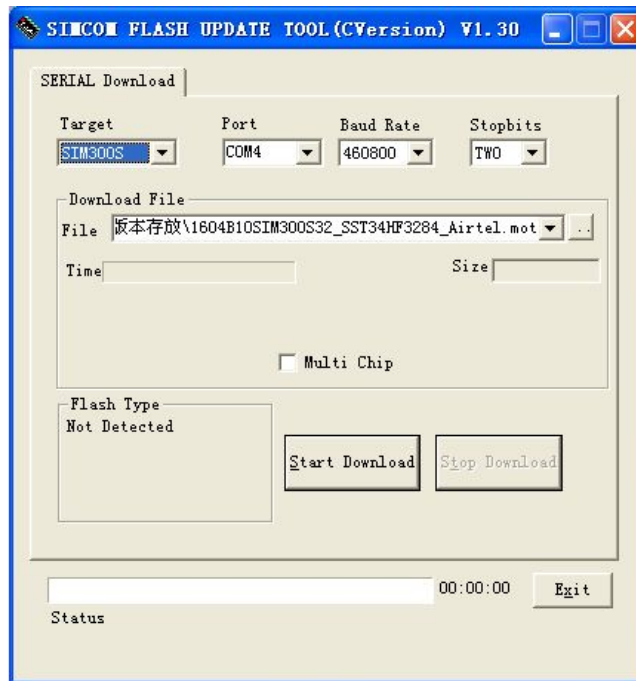 SIMCOM FLASH UPDATE TOOL(CVersion) V1.30
SERIAL Download
Target Port Baud Rate Stopbits
SIM300S COM4 460800 TWO
Download File
File 版本存放\1604B10SIM300S32_SST34HF3284_Airtel.mot ..
Time Size
Multi Chip
Flash Type
Not Detected
Start Download Stop Download
00:00:00 Exit
Status